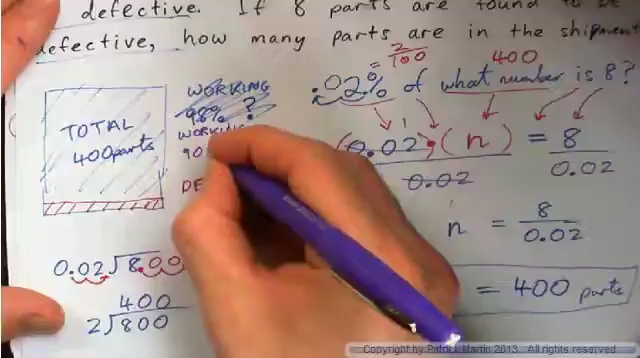 defective. If 8 parts are found to be
defective, how many parts are in the shipment
= 2/100
400
.02% of what number is 8?
WORKING
98% ?
WORKING
90
TOTAL
400 parts
(0.02) • (n) = 8
0.02 0.02
DE
n = 8/0.02
0.02√8.00
= 400 parts
400
2√800
Copyright by Patrick Martin 2013. All rights reserved